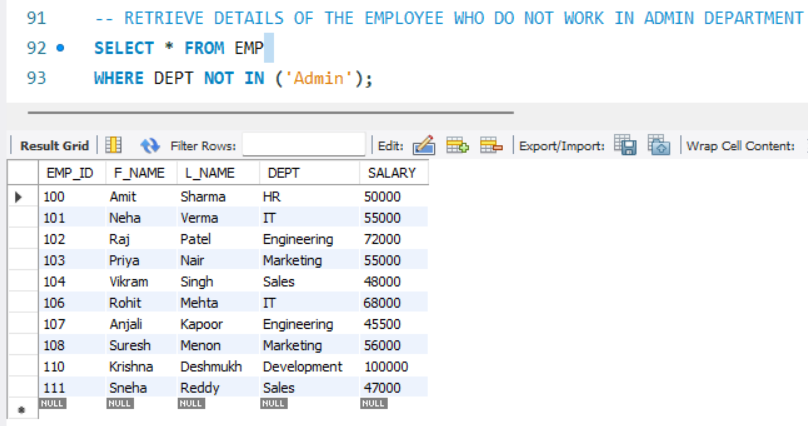 91 -- RETRIEVE DETAILS OF THE EMPLOYEE WHO DO NOT WORK IN ADMIN DEPARTMENT
92 SELECT * FROM EMP
93 WHERE DEPT NOT IN ('Admin');
Result Grid Filter Rows: Edit: Export/Import: Wrap Cell Content:
EMP_ID F_NAME L_NAME DEPT SALARY
100 Amit Sharma HR 50000
101 Neha Verma IT 55000
102 Raj Patel Engineering 72000
103 Priya Nair Marketing 55000
104 Vikram Singh Sales 48000
106 Rohit Mehta IT 68000
107 Anjali Kapoor Engineering 45500
108 Suresh Menon Marketing 56000
110 Krishna Deshmukh Development 100000
111 Sneha Reddy Sales 47000
NULL NULL NULL NULL NULL